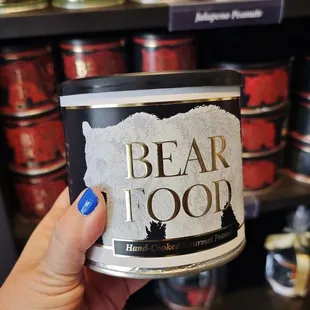 Jalapeno Peanuts
BEAR
FOOD
Hand-Cooked Gourmet Peanuts